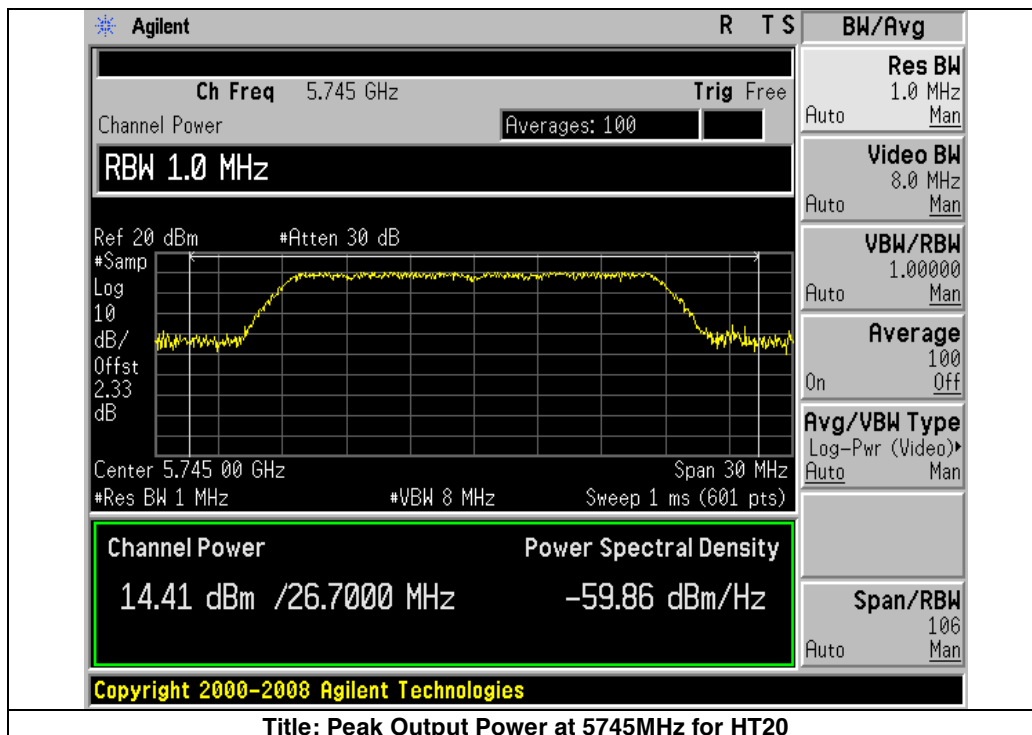 Agilent R T S
BW/Avg
Ch Freq 5.745 GHz Trig Free
Channel Power Averages: 100
RBW 1.0 MHz
Ref 20 dBm #Atten 30 dB
#Samp
Log
10
dB/
Offst
2.33
dB
Center 5.745 00 GHz Span 30 MHz
#Res BW 1 MHz #VBW 8 MHz Sweep 1 ms (601 pts)
Channel Power Power Spectral Density
14.41 dBm /26.7000 MHz -59.86 dBm/Hz
Copyright 2000-2008 Agilent Technologies
Res BW
1.0 MHz
Auto Man
Video BW
8.0 MHz
Auto Man
VBW/RBW
1.00000
Auto Man
Average
100
On Off
Avg/VBW Type
Log-Pwr (Video)
Auto Man
Span/RBW
106
Auto Man
Title: Peak Output Power at 5745MHz for HT20